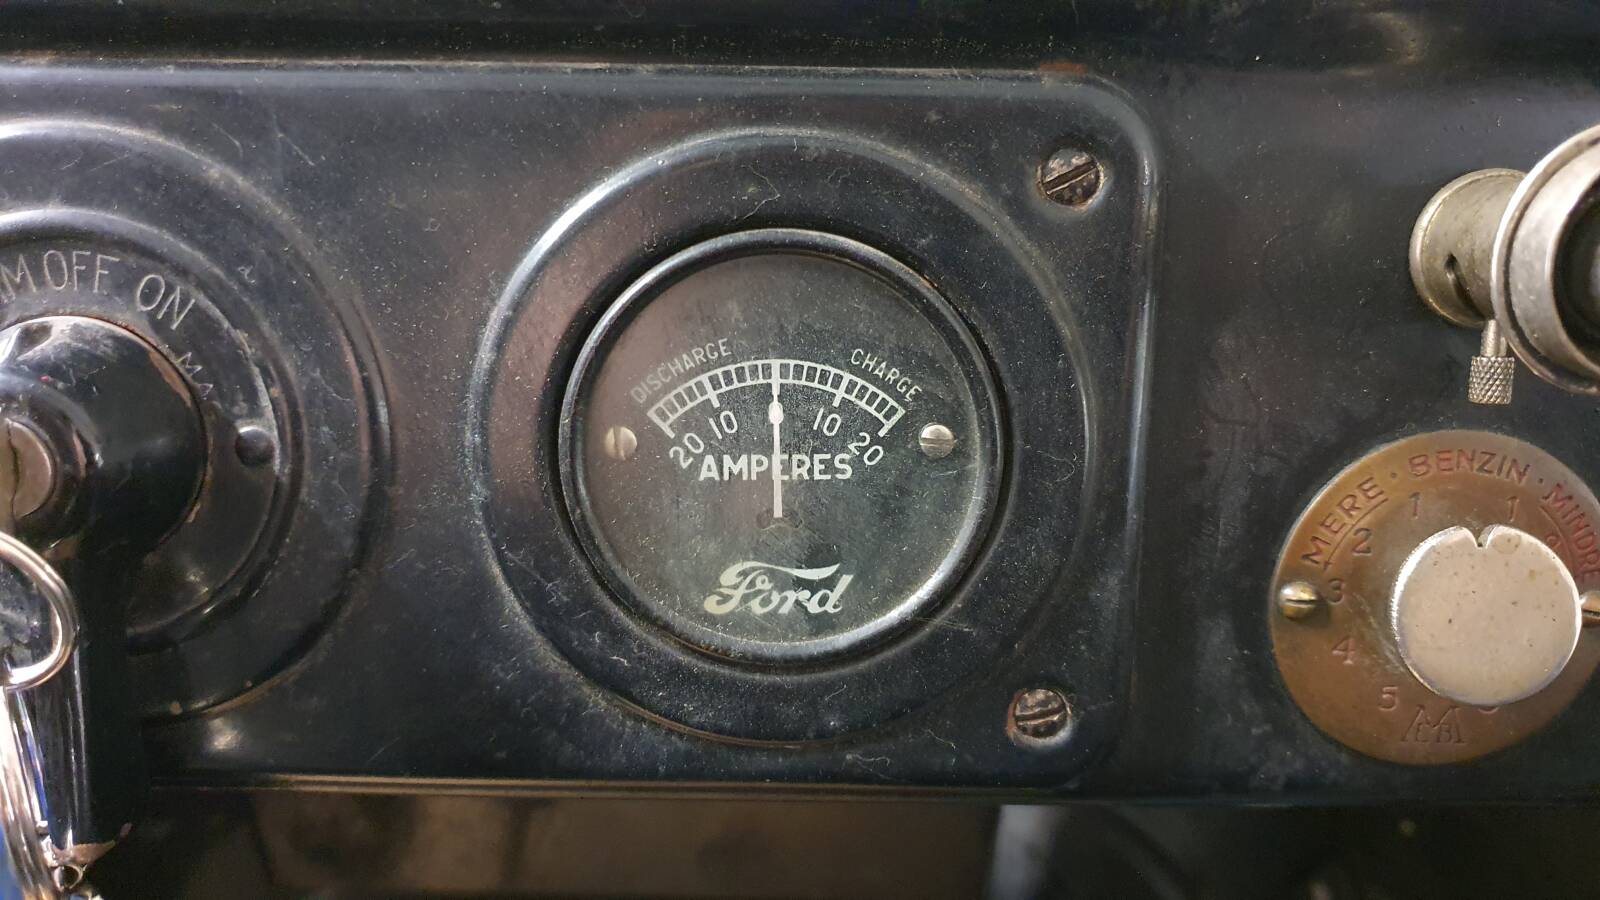 OFF ON
DISCHARGE CHARGE
20 10 10 20
AMPERES
Ford
MERE · BENZIN · MINDRE
1 1
2
3
4
5